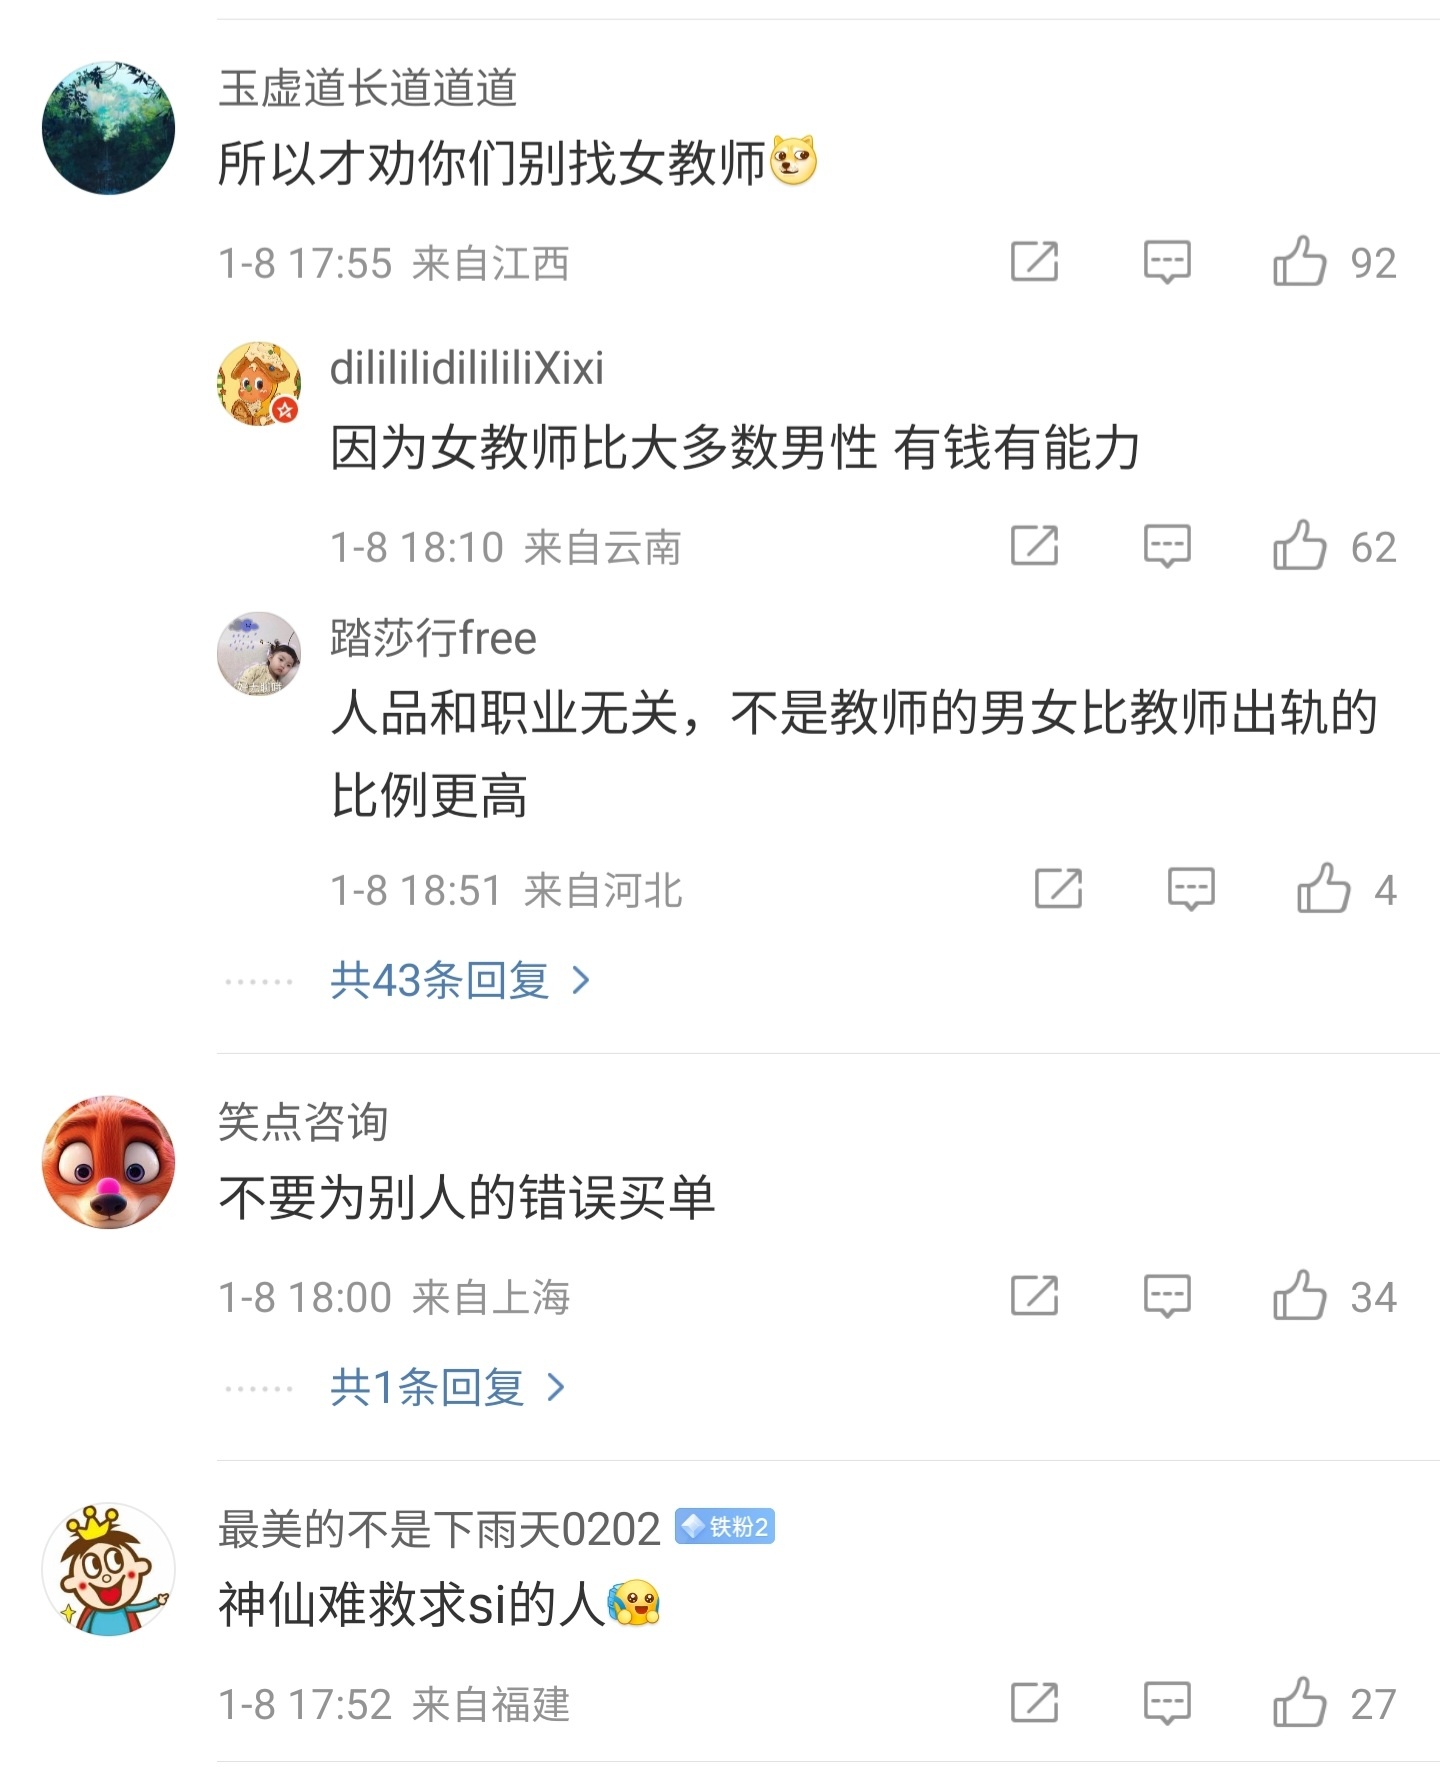 玉虚道长道道道
所以才劝你们别找女教师
1-8 17:55 来自江西
92
dilililidilililiXixi
因为女教师比大多数男性 有钱有能力
1-8 18:10 来自云南
62
踏莎行free
人品和职业无关，不是教师的男女比教师出轨的
比例更高
1-8 18:51 来自河北
4
······ 共43条回复 >
笑点咨询
不要为别人的错误买单
1-8 18:00 来自上海
34
······ 共1条回复 >
最美的不是下雨天0202 铁粉2
神仙难救求si的人
1-8 17:52 来自福建
27